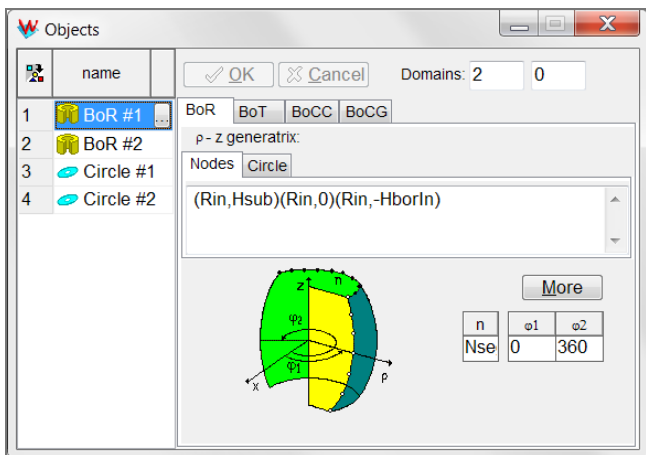 Objects
name
OK Cancel Domains: 2 0
1 BoR #1 ...
2 BoR #2
3 Circle #1
4 Circle #2
BoR BoT BoCC BoCG
ρ - z generatrix:
Nodes Circle
(Rin,Hsub)(Rin,0)(Rin,-HborIn)
z n
φ2
φ1
x ρ
More
n φ1 φ2
Nse 0 360